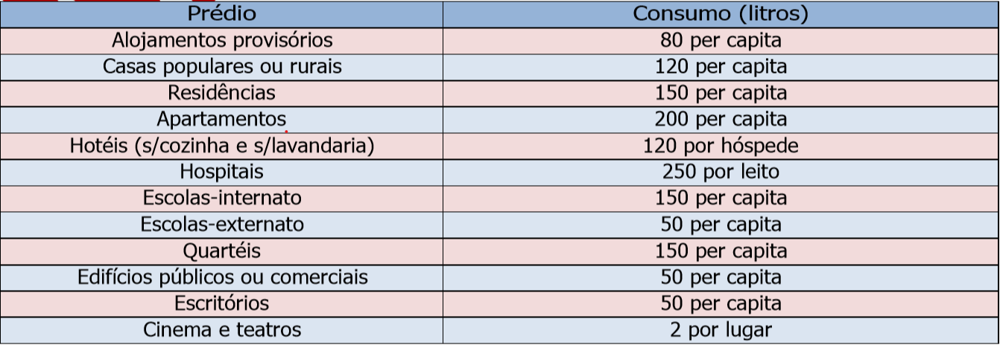 Prédio Consumo (litros)
Alojamentos provisórios 80 per capita
Casas populares ou rurais 120 per capita
Residências 150 per capita
Apartamentos 200 per capita
Hotéis (s/cozinha e s/lavandaria) 120 por hóspede
Hospitais 250 por leito
Escolas-internato 150 per capita
Escolas-externato 50 per capita
Quartéis 150 per capita
Edifícios públicos ou comerciais 50 per capita
Escritórios 50 per capita
Cinema e teatros 2 por lugar